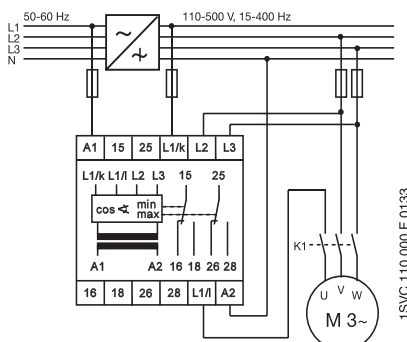 50-60 Hz 110-500 V, 15-400 Hz
L1
L2
L3
N
~
A1 15 25 L1/k L2 L3
L1/k L1/l L2 L3 15 25
cos min
max
A1 A2 16 18 26 28
16 18 26 28 L1/l A2
K1
U V W
M 3~
1SVC 110 000 F 0133